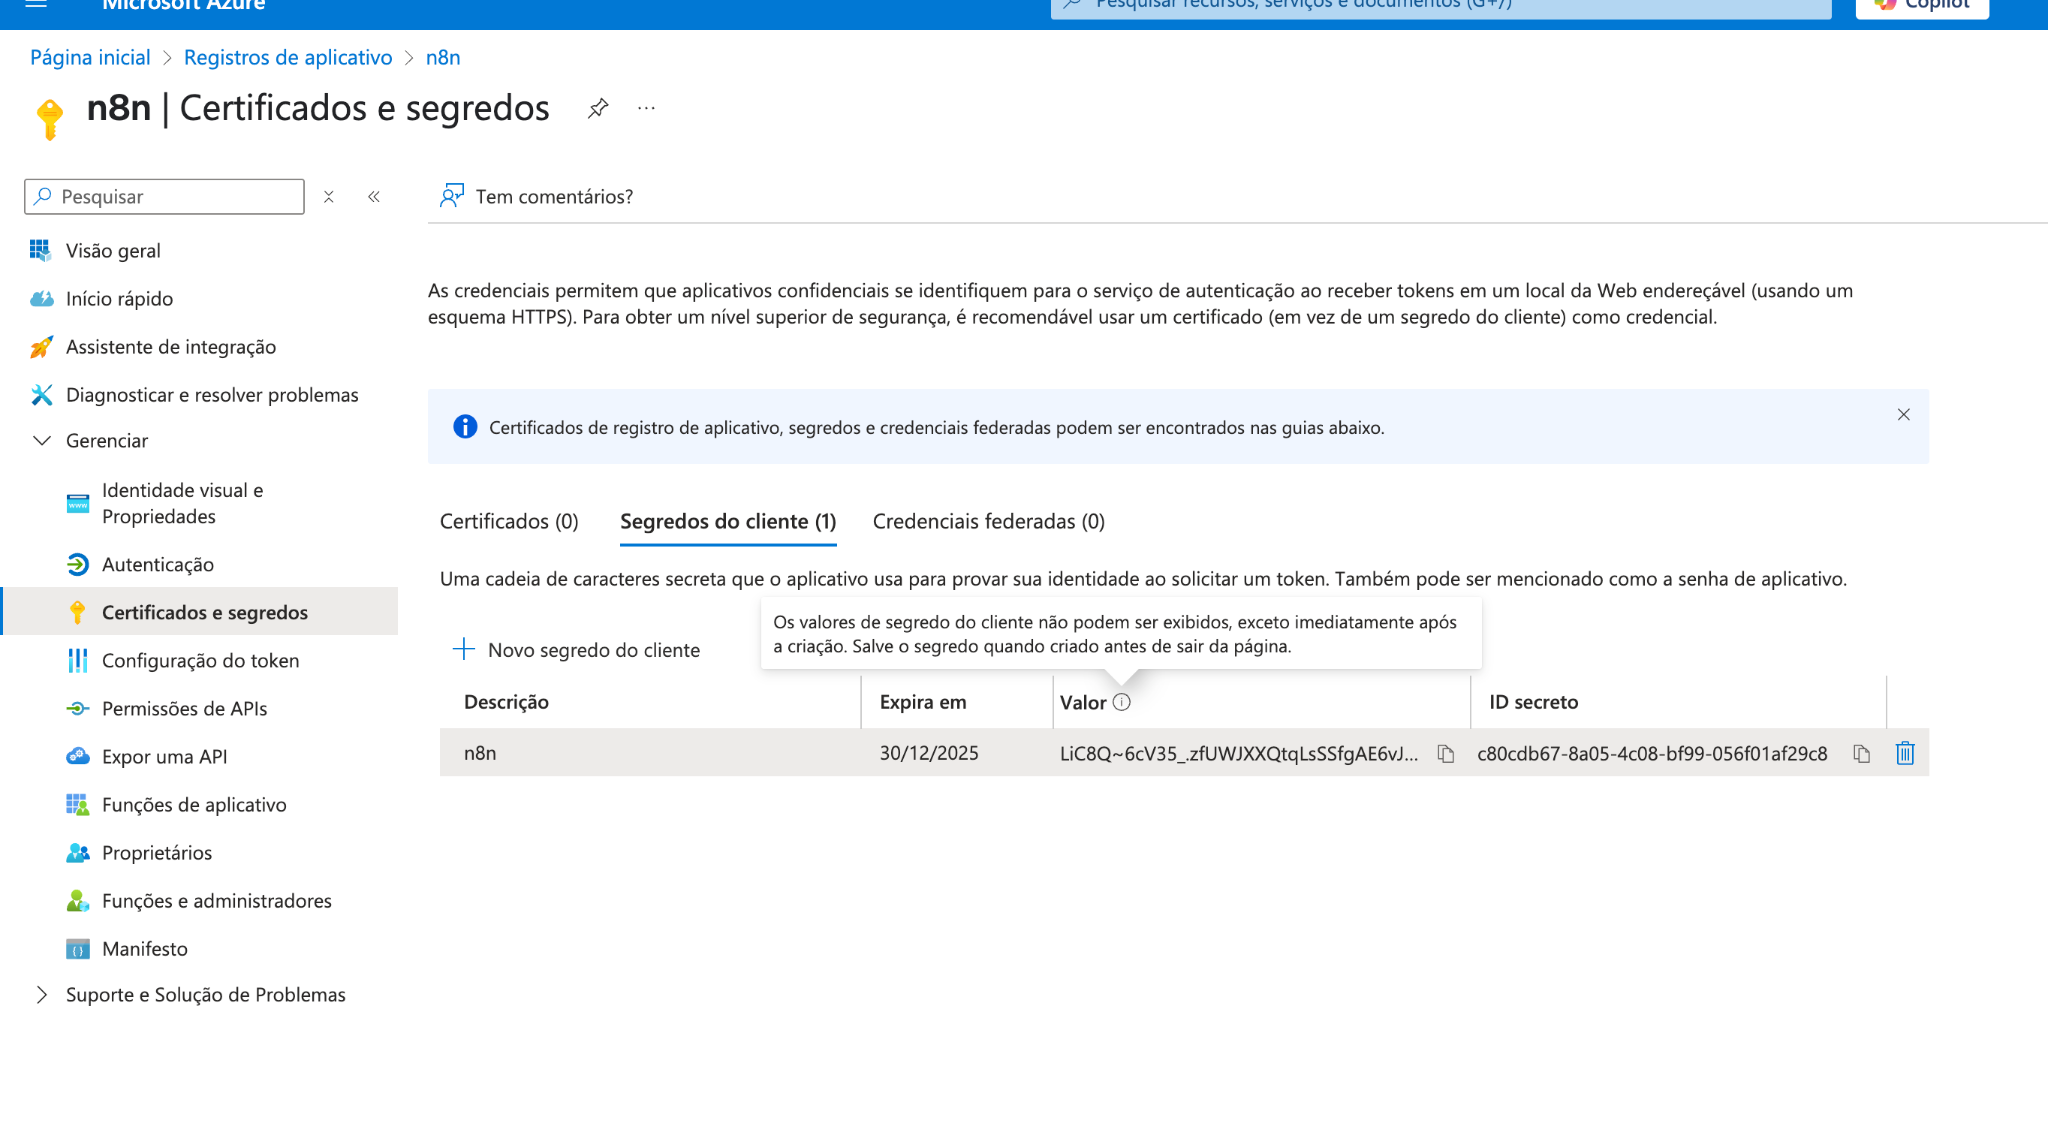 Microsoft Azure
Pesquisar recursos, serviços e documentos (G+/)
Copilot
Página inicial > Registros de aplicativo > n8n
n8n | Certificados e segredos
Pesquisar
Tem comentários?
Visão geral
Início rápido
Assistente de integração
Diagnosticar e resolver problemas
Gerenciar
Identidade visual e
Propriedades
Autenticação
Certificados e segredos
Configuração do token
Permissões de APIs
Expor uma API
Funções de aplicativo
Proprietários
Funções e administradores
Manifesto
Suporte e Solução de Problemas
As credenciais permitem que aplicativos confidenciais se identifiquem para o serviço de autenticação ao receber tokens em um local da Web endereçável (usando um
esquema HTTPS). Para obter um nível superior de segurança, é recomendável usar um certificado (em vez de um segredo do cliente) como credencial.
Certificados de registro de aplicativo, segredos e credenciais federadas podem ser encontrados nas guias abaixo.
Certificados (0) Segredos do cliente (1) Credenciais federadas (0)
Uma cadeia de caracteres secreta que o aplicativo usa para provar sua identidade ao solicitar um token. Também pode ser mencionado como a senha de aplicativo.
Os valores de segredo do cliente não podem ser exibidos, exceto imediatamente após
a criação. Salve o segredo quando criado antes de sair da página.
Novo segredo do cliente
Descrição Expira em Valor ID secreto
n8n 30/12/2025 LiC8Q~6cV35_.zfUWJXXQtqLsSSfgAE6vJ... c80cdb67-8a05-4c08-bf99-056f01af29c8